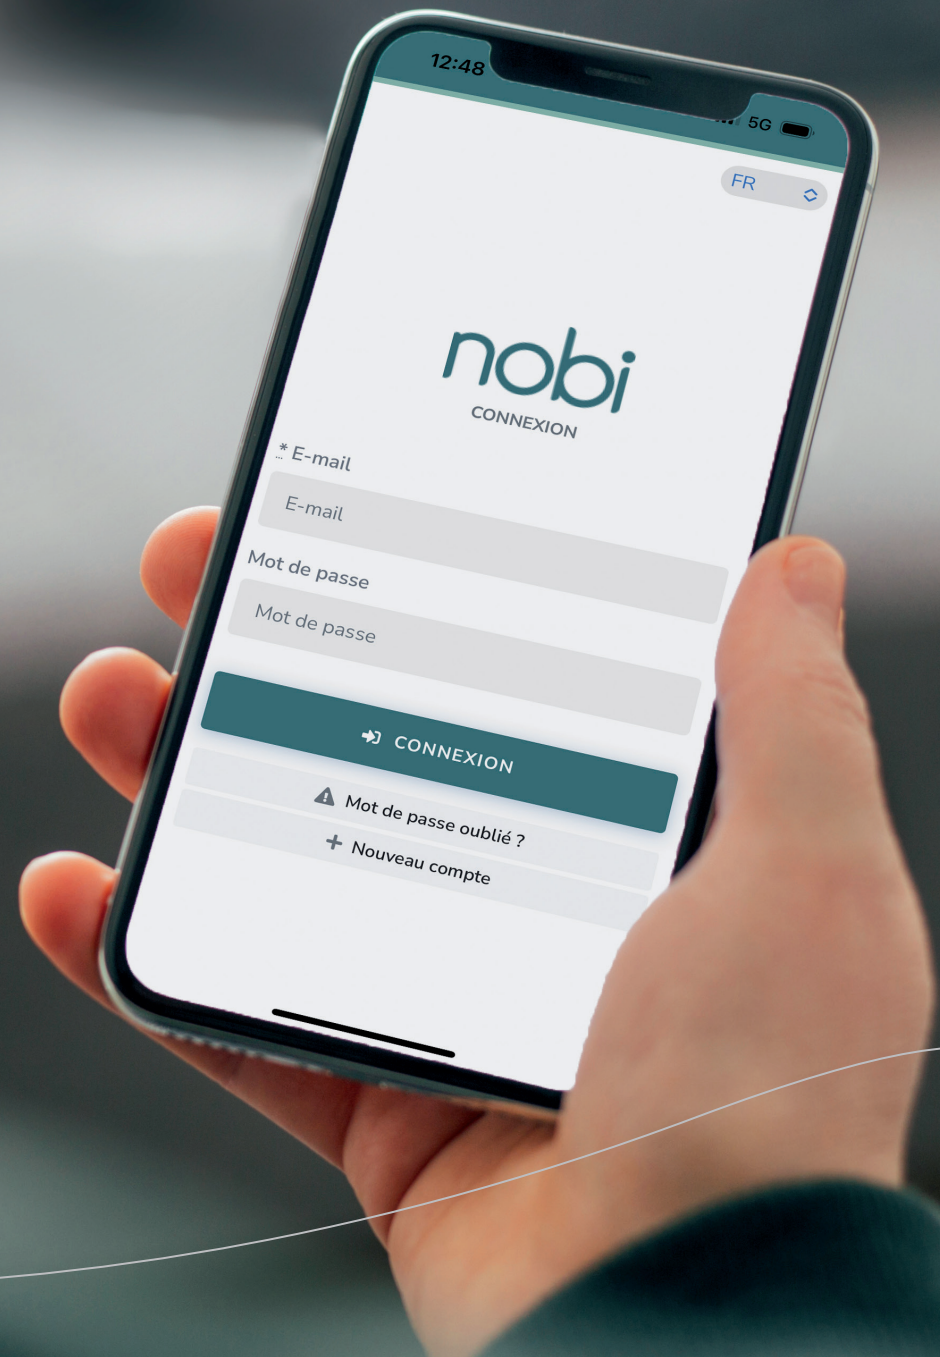 12:48
5G
FR
nobi
CONNEXION
* E-mail
E-mail
Mot de passe
Mot de passe
CONNEXION
Mot de passe oublié ?
Nouveau compte